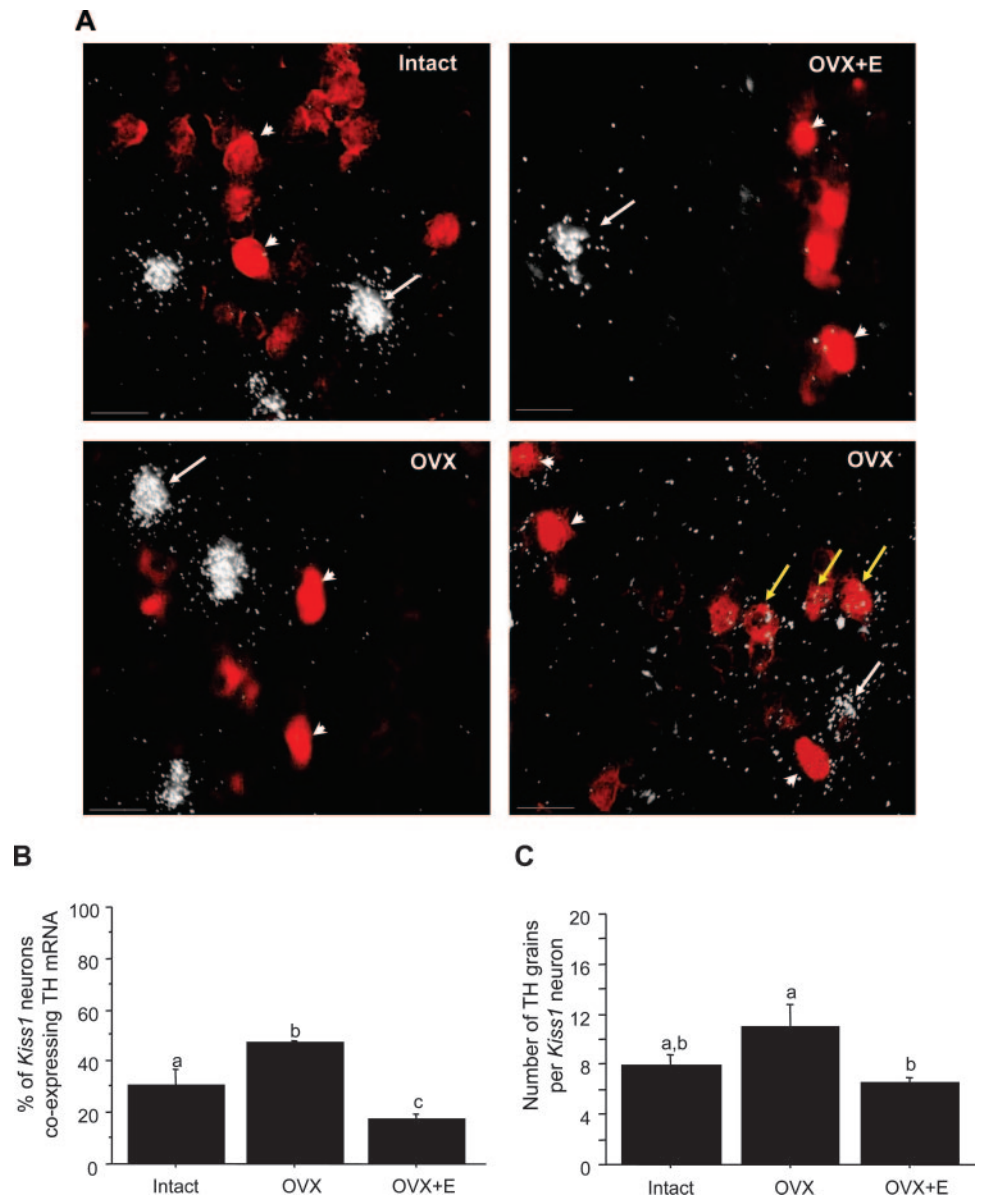 A
Intact
OVX+E
OVX
OVX
B
% of Kiss1 neurons
co-expressing TH mRNA
100
80
60
40
20
0
a
b
c
Intact
OVX
OVX+E
C
Number of TH grains
per Kiss1 neuron
20
16
12
8
4
0
a,b
a
b
Intact
OVX
OVX+E